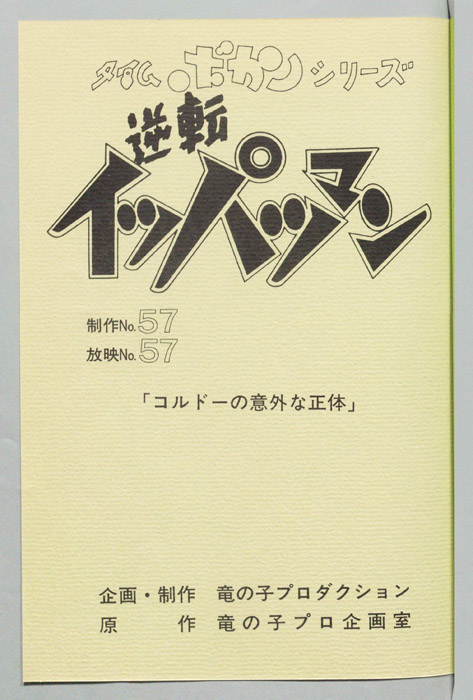 タイムボカンシリーズ
逆転
イッパツマン
制作No.57
放映No.57
「コルドーの意外な正体」
企画・制作 竜の子プロダクション
原作 竜の子プロ企画室